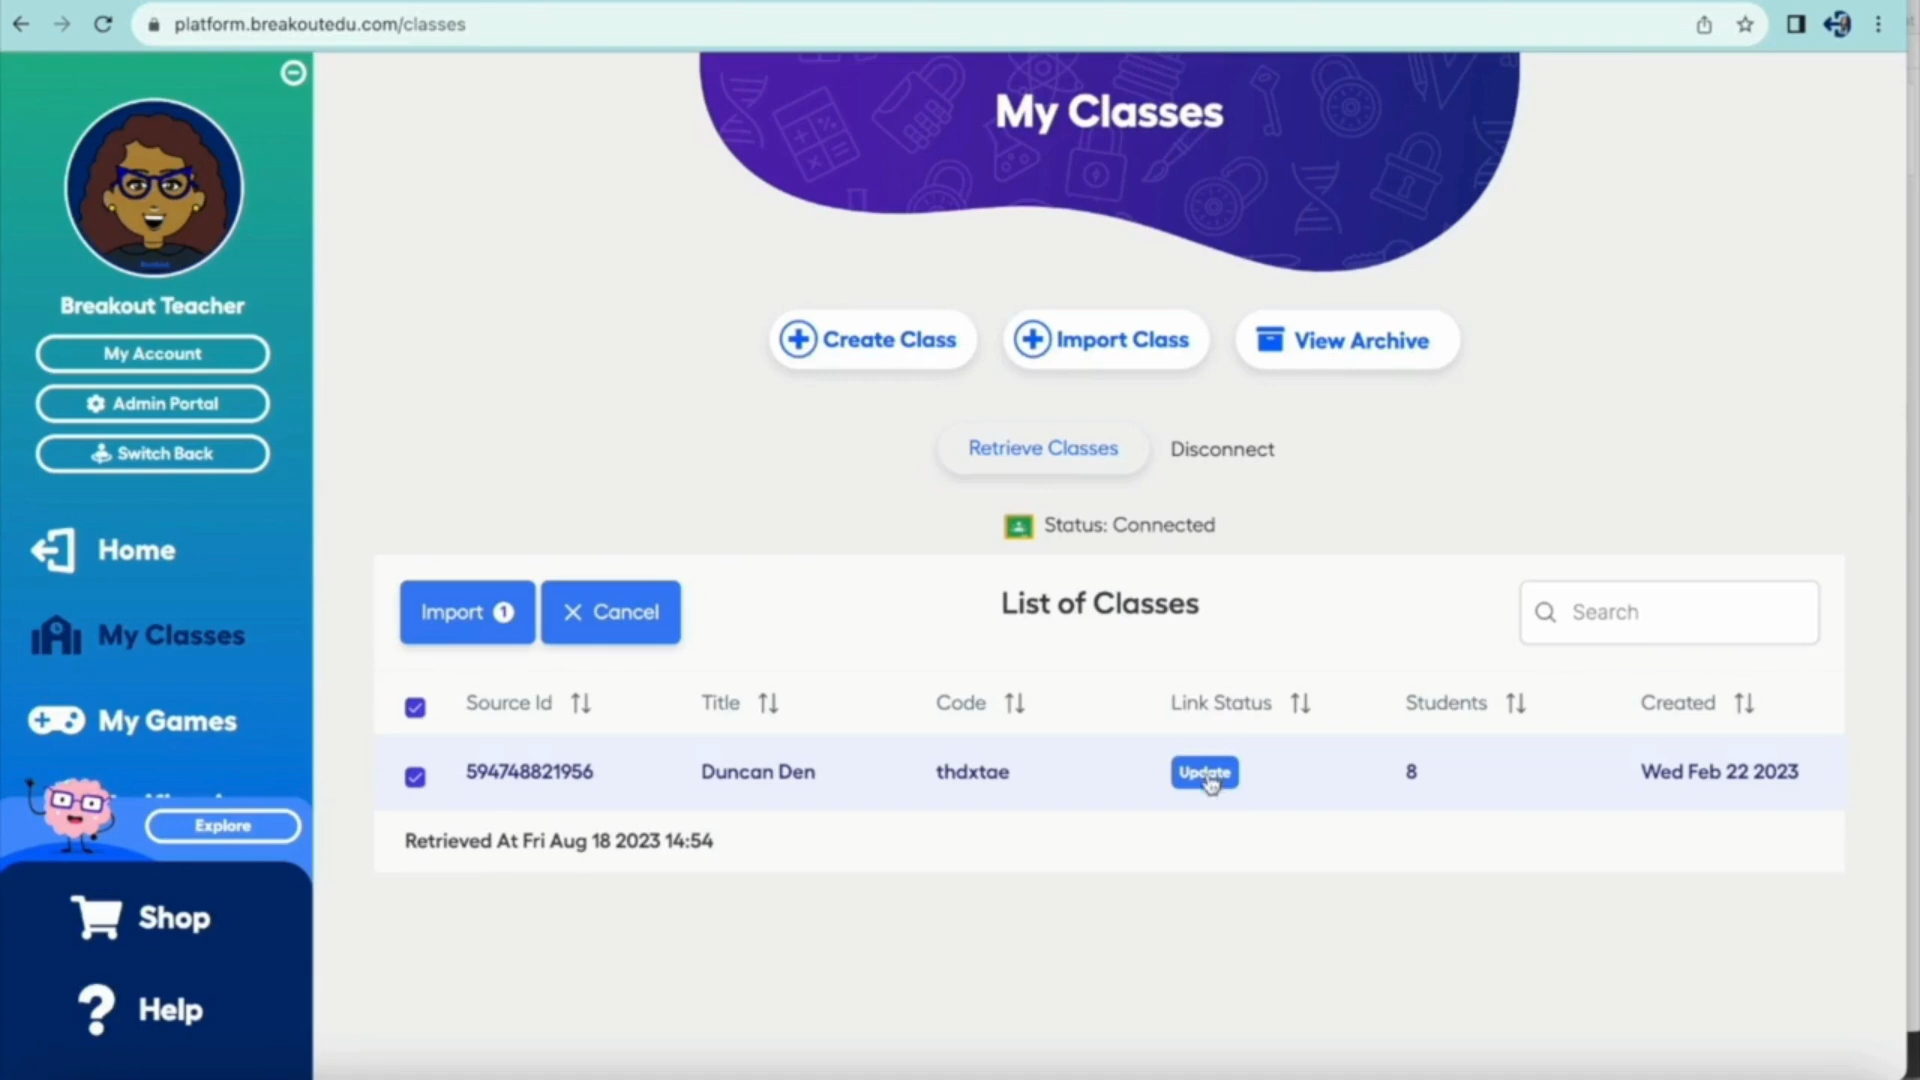 platform.breakoutedu.com/classes
My Classes
Breakout Teacher
My Account
Admin Portal
Switch Back
Home
My Classes
My Games
Explore
Shop
Help
Create Class
Import Class
View Archive
Retrieve Classes
Disconnect
Status: Connected
Import 1
Cancel
List of Classes
Search
Source Id
Title
Code
Link Status
Students
Created
594748821956
Duncan Den
thdxtae
Update
8
Wed Feb 22 2023
Retrieved At Fri Aug 18 2023 14:54